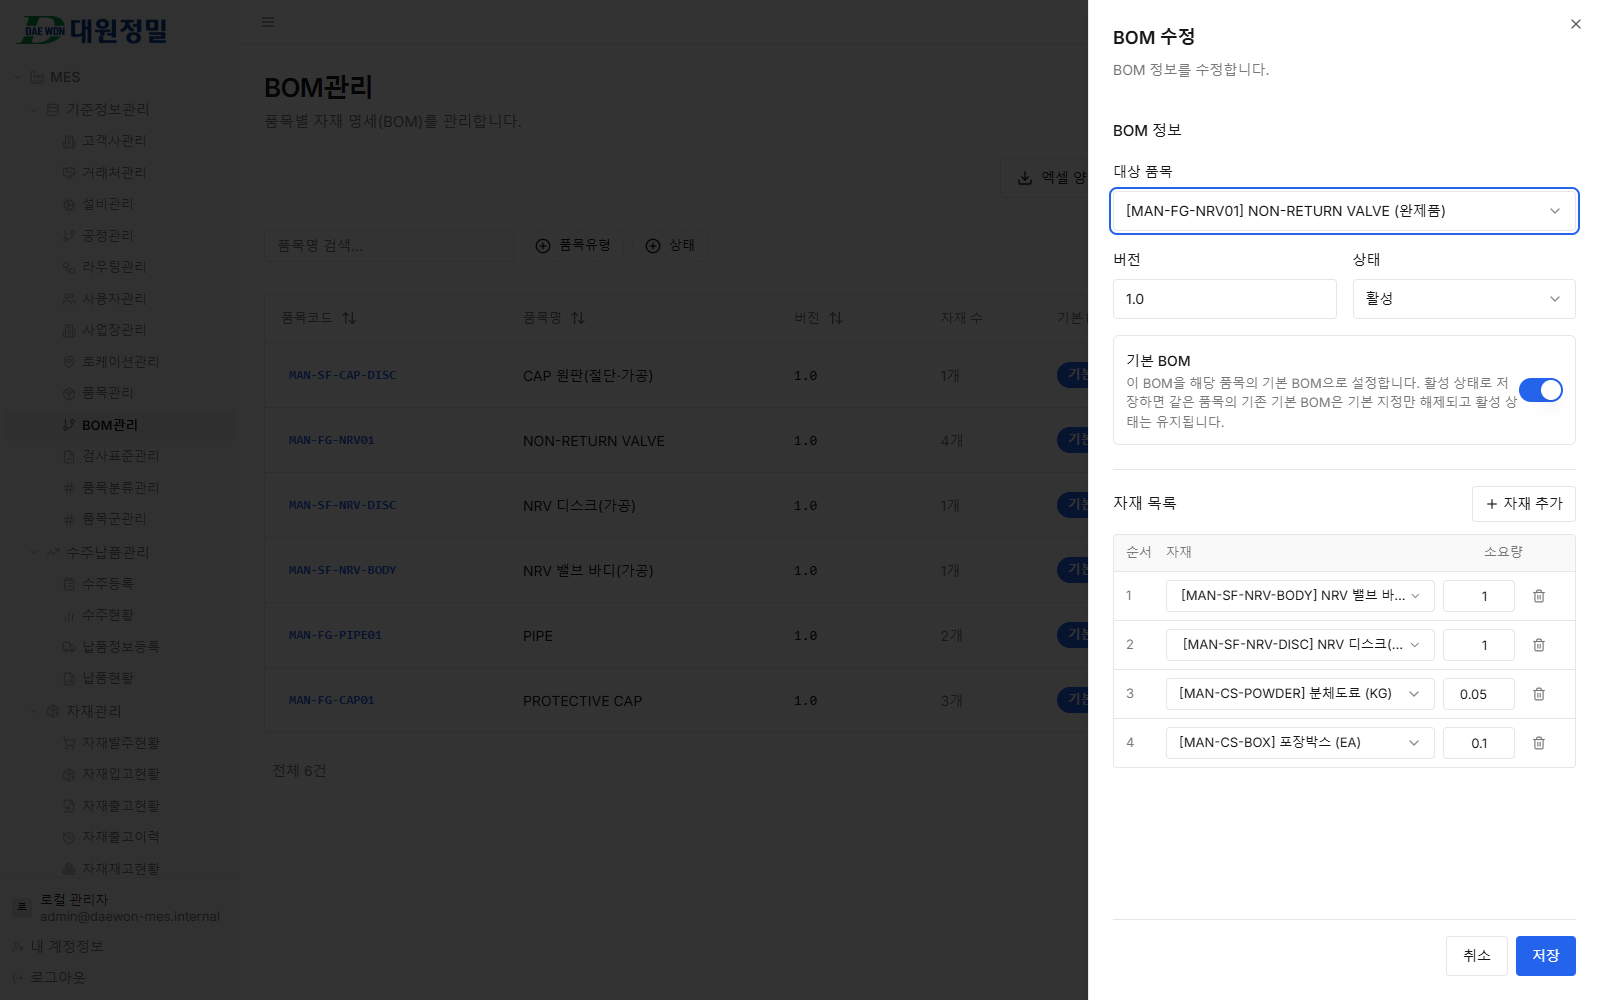 DAE WON 대원정밀
MES
기준정보관리
고객사관리
거래처관리
설비관리
공정관리
라우팅관리
사용자관리
사업장관리
로케이션관리
품목관리
BOM관리
검사표준관리
품목분류관리
품목군관리
수주납품관리
수주등록
수주현황
납품정보등록
납품현황
자재관리
자재발주현황
자재입고현황
자재출고현황
자재출고이력
자재재고현황
로
로컬 관리자
admin@daewon-mes.internal
내 계정정보
로그아웃
BOM관리
품목별 자재 명세(BOM)를 관리합니다.
엑셀 양
품목명 검색...
품목유형
상태
품목코드 품목명 버전 자재 수 기본
MAN-SF-CAP-DISC CAP 원판(절단·가공) 1.0 1개 기본
MAN-FG-NRV01 NON-RETURN VALVE 1.0 4개 기본
MAN-SF-NRV-DISC NRV 디스크(가공) 1.0 1개 기본
MAN-SF-NRV-BODY NRV 밸브 바디(가공) 1.0 1개 기본
MAN-FG-PIPE01 PIPE 1.0 2개 기본
MAN-FG-CAP01 PROTECTIVE CAP 1.0 3개 기본
전체 6건
BOM 수정
BOM 정보를 수정합니다.
BOM 정보
대상 품목
[MAN-FG-NRV01] NON-RETURN VALVE (완제품)
버전 상태
1.0 활성
기본 BOM
이 BOM을 해당 품목의 기본 BOM으로 설정합니다. 활성 상태로 저
장하면 같은 품목의 기존 기본 BOM은 기본 지정만 해제되고 활성 상
태는 유지됩니다.
자재 목록
자재 추가
순서 자재 소요량
1 [MAN-SF-NRV-BODY] NRV 밸브 바... 1
2 [MAN-SF-NRV-DISC] NRV 디스크(... 1
3 [MAN-CS-POWDER] 분체도료 (KG) 0.05
4 [MAN-CS-BOX] 포장박스 (EA) 0.1
취소
저장